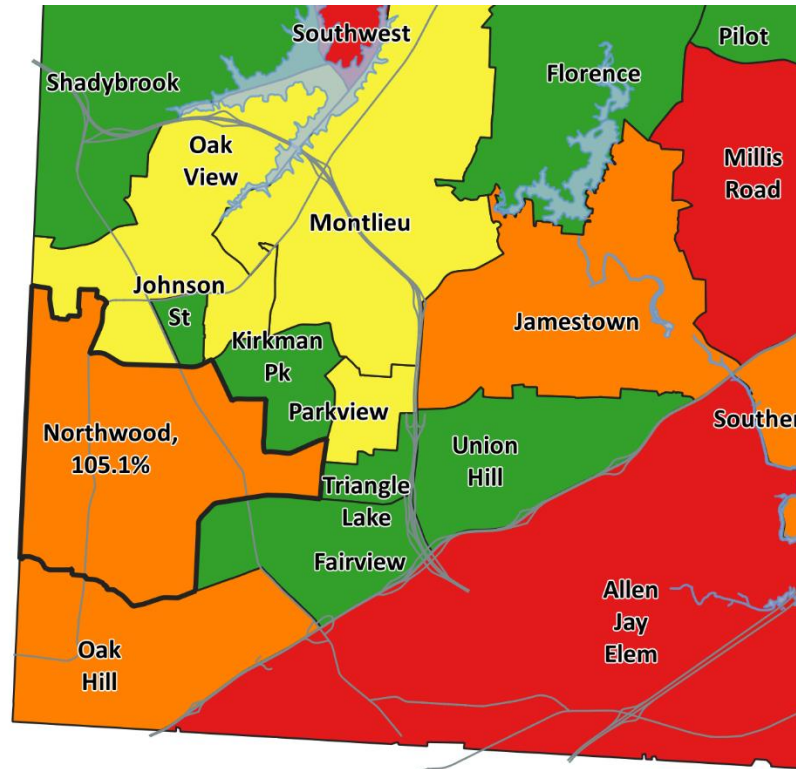 Southwest
Pilot
Shadybrook
Florence
Oak
View
Millis
Road
Montlieu
Johnson
St
Jamestown
Kirkman
Pk
Parkview
Souther
Northwood,
105.1%
Union
Hill
Triangle
Lake
Fairview
Allen
Jay
Elem
Oak
Hill